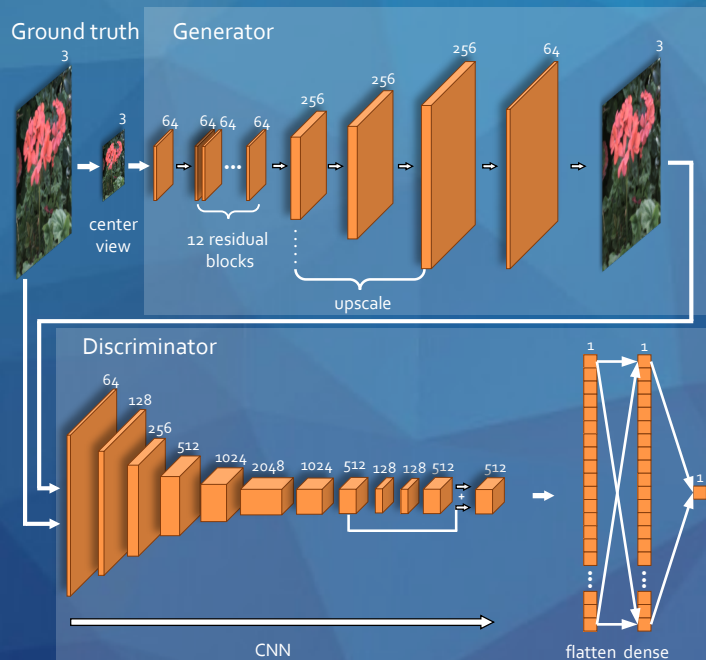 Ground truth
Generator
3
3
center
view
64
64 64
64
12 residual
blocks
256
256
256
upscale
64
3
Discriminator
64
128
256
512
1024
2048
1024
512
128
128
512
+
512
CNN
1
1
1
flatten dense